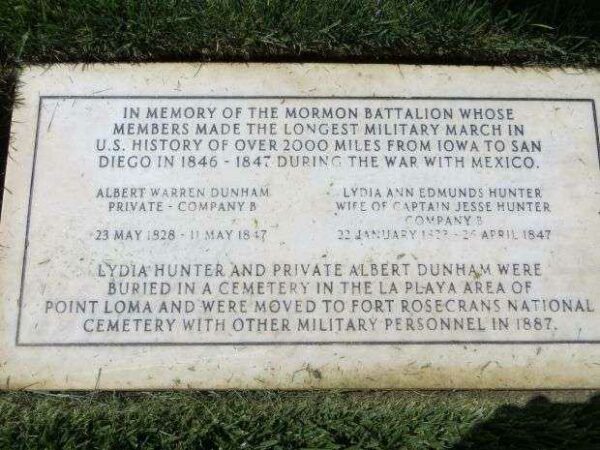 IN MEMORY OF THE MORMON BATTALION WHOSE
MEMBERS MADE THE LONGEST MILITARY MARCH IN
U.S. HISTORY OF OVER 2000 MILES FROM IOWA TO SAN
DIEGO IN 1846 - 1847 DURING THE WAR WITH MEXICO.
ALBERT WARREN DUNHAM
PRIVATE - COMPANY B
23 MAY 1828 - 11 MAY 1847
LYDIA ANN EDMUNDS HUNTER
WIFE OF CAPTAIN JESSE HUNTER
COMPANY B
22 JANUARY - APRIL 1847
LYDIA HUNTER AND PRIVATE ALBERT DUNHAM WERE
BURIED IN A CEMETERY IN THE LA PLAYA AREA OF
POINT LOMA AND WERE MOVED TO FORT ROSECRANS NATIONAL
CEMETERY WITH OTHER MILITARY PERSONNEL IN 1887.